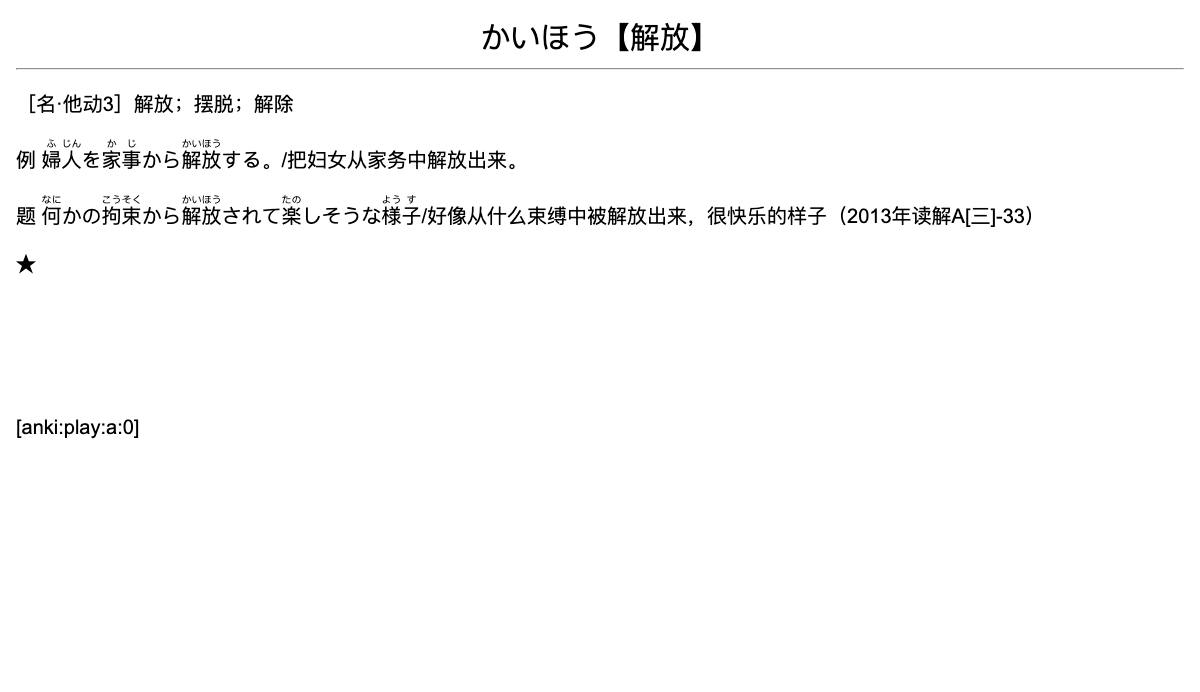 かいほう【解放】
［名·他动3］解放；摆脱；解除
ふ じん か じ かいほう
例 婦人を家事から解放する。/把妇女从家务中解放出来。
なに こうそく かいほう たの よう す
题 何かの拘束から解放されて楽しそうな様子/好像从什么束缚中被解放出来，很快乐的样子（2013年读解A[三]-33）
★
[anki:play:a:0]